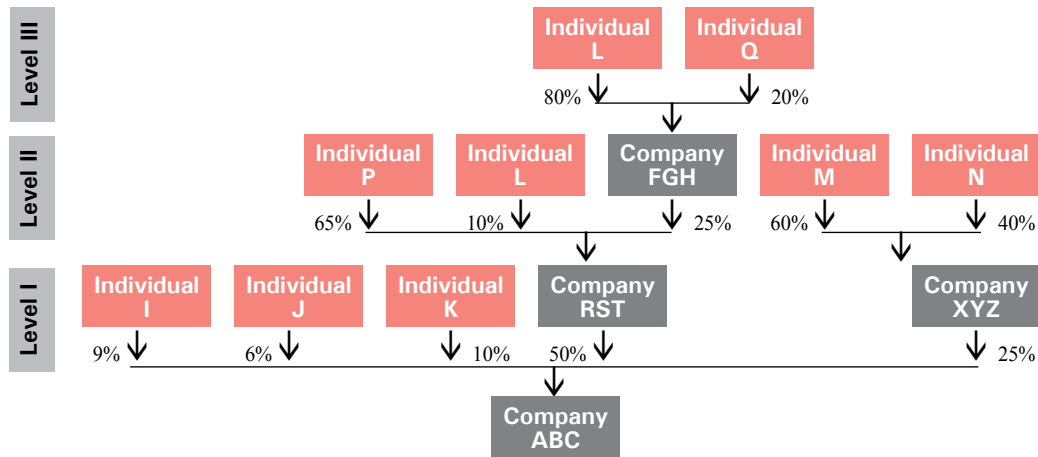 Level III
Individual
L
Individual
Q
80%
20%
Level II
Individual
P
Individual
L
Company
FGH
Individual
M
Individual
N
65%
10%
25%
60%
40%
Level I
Individual
I
Individual
J
Individual
K
Company
RST
Company
XYZ
9%
6%
10%
50%
25%
Company
ABC